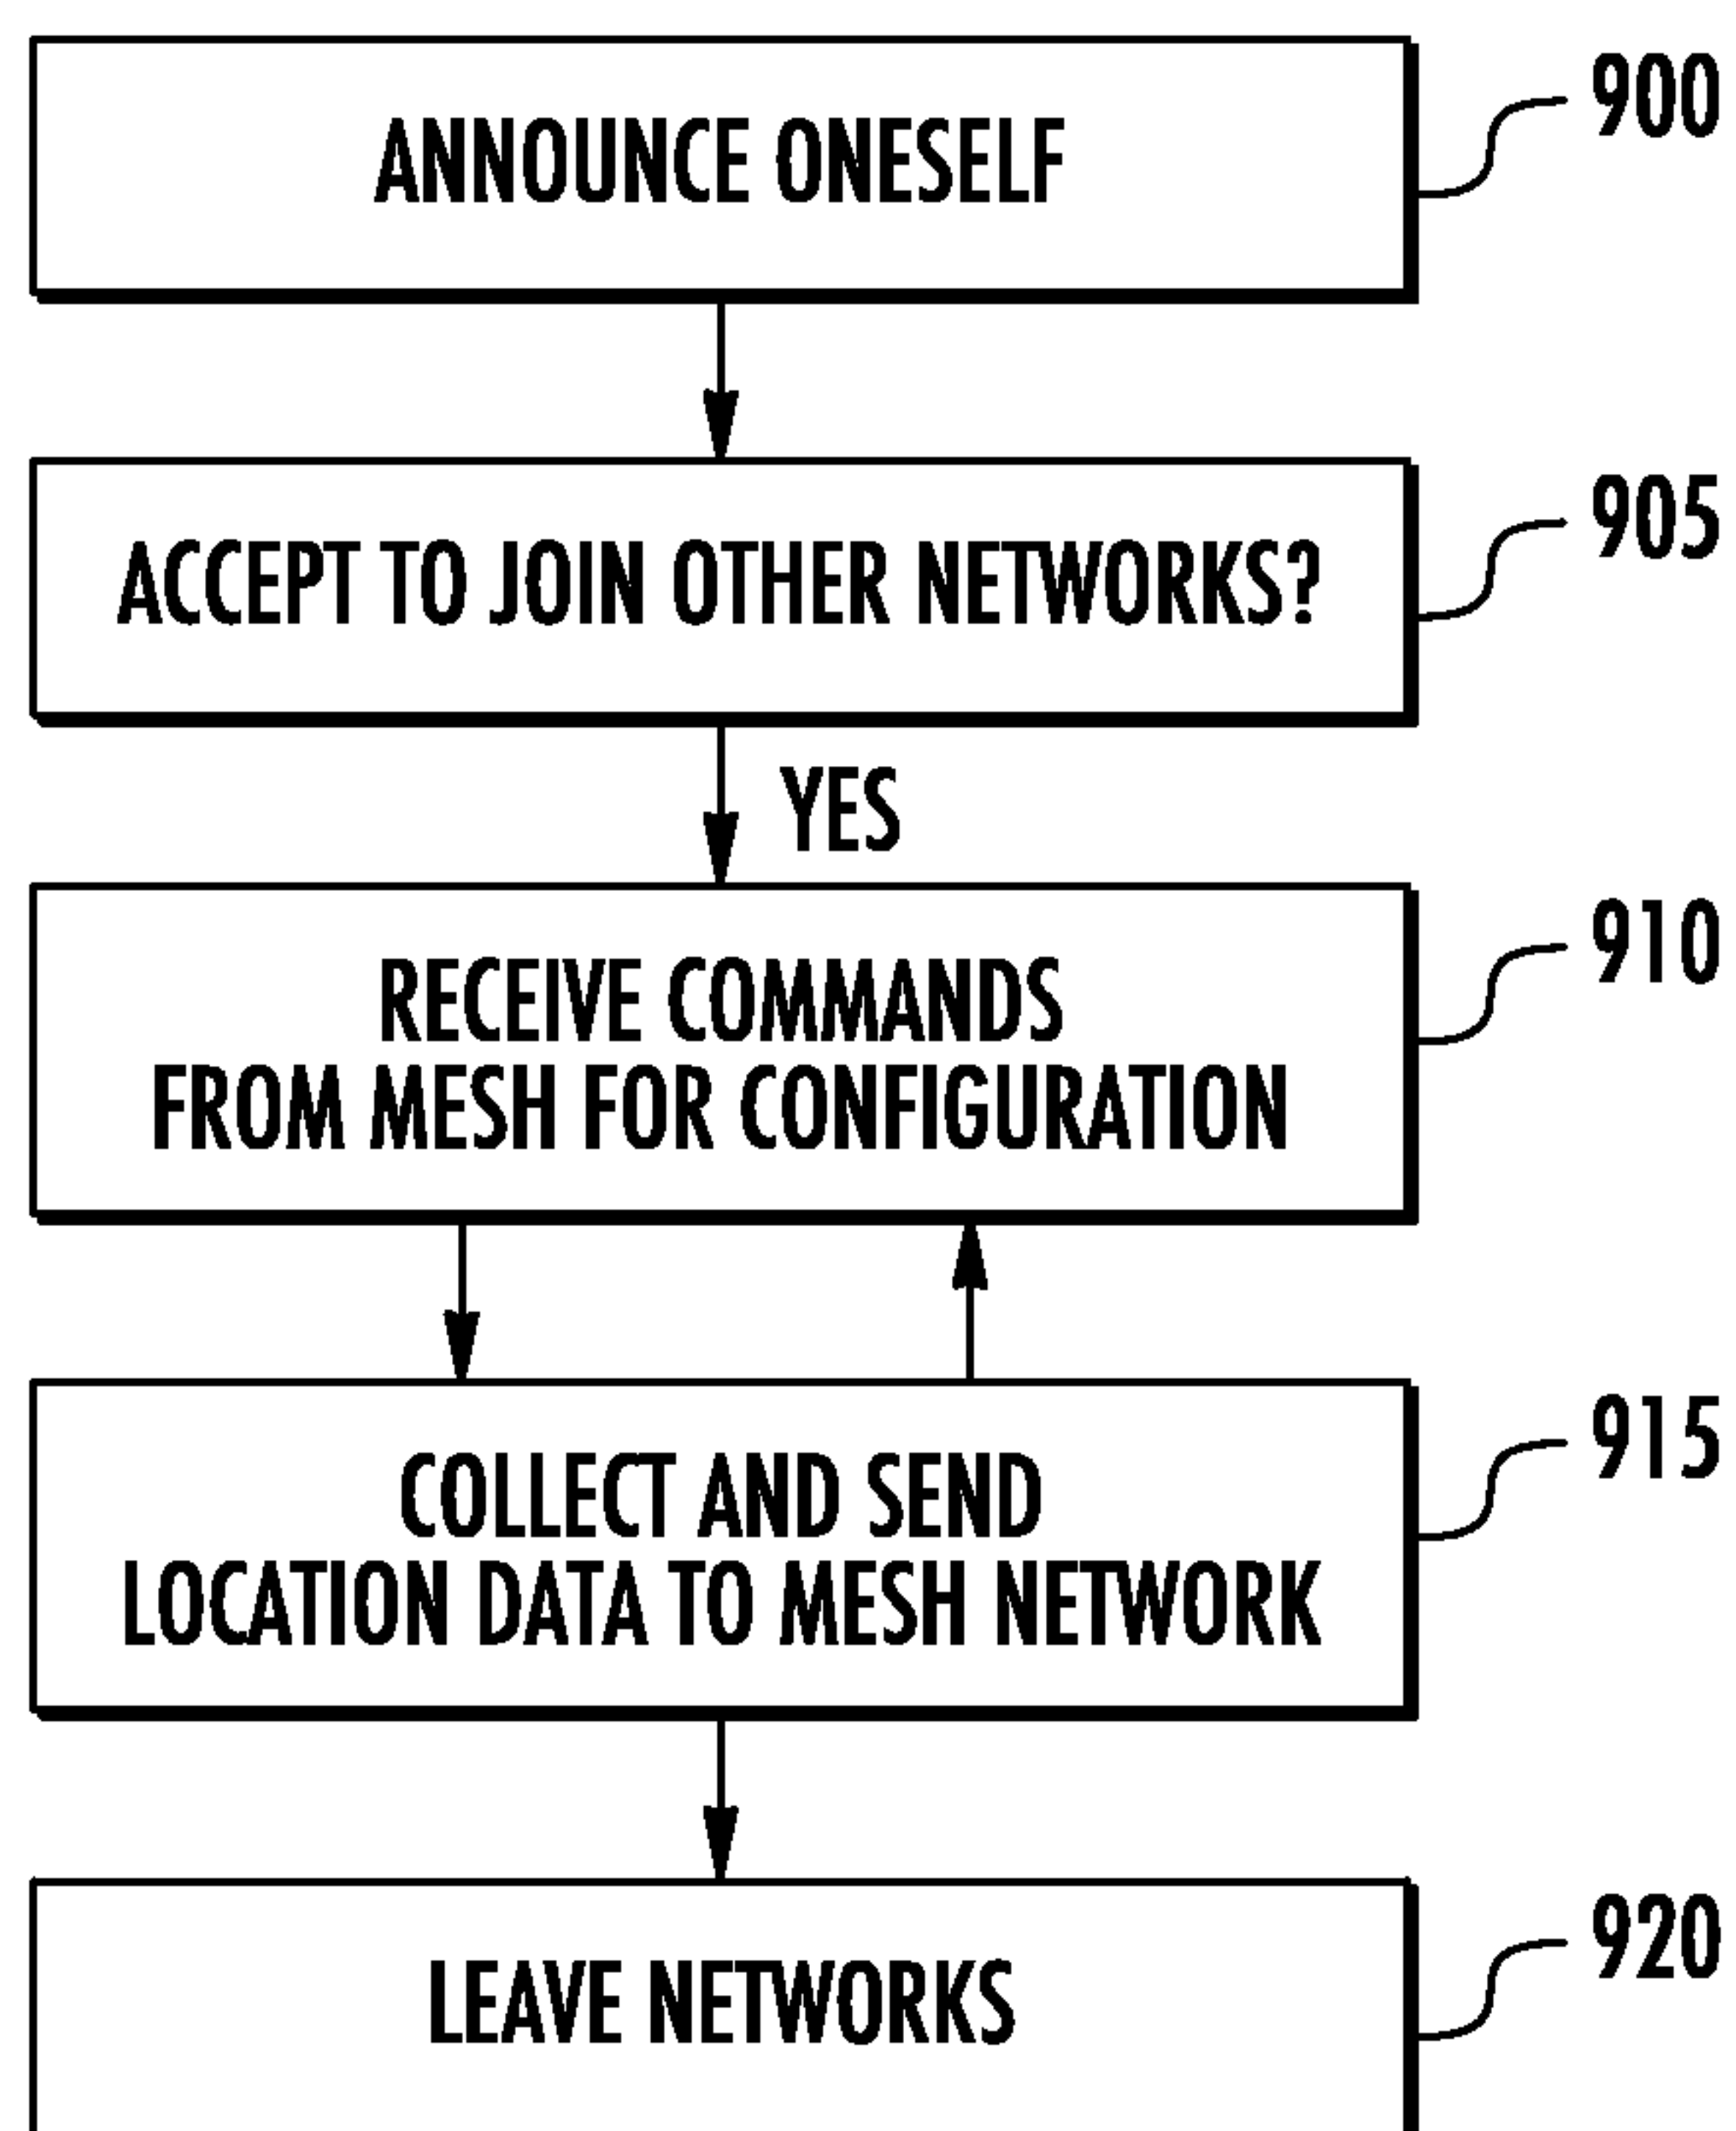 ANNOUNCE ONESELF
900
ACCEPT TO JOIN OTHER NETWORKS?
905
YES
RECEIVE COMMANDS
FROM MESH FOR CONFIGURATION
910
COLLECT AND SEND
LOCATION DATA TO MESH NETWORK
915
LEAVE NETWORKS
920